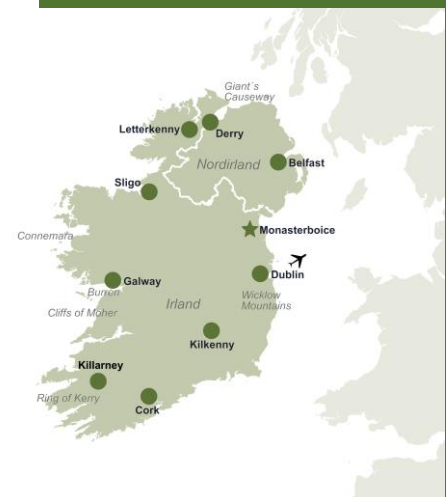 Giant´s
Causeway
Letterkenny
Derry
Nordirland
Belfast
Sligo
Monasterboice
Connemara
Galway
Dublin
Burren
Wicklow
Mountains
Cliffs of Moher
Irland
Kilkenny
Killarney
Ring of Kerry
Cork